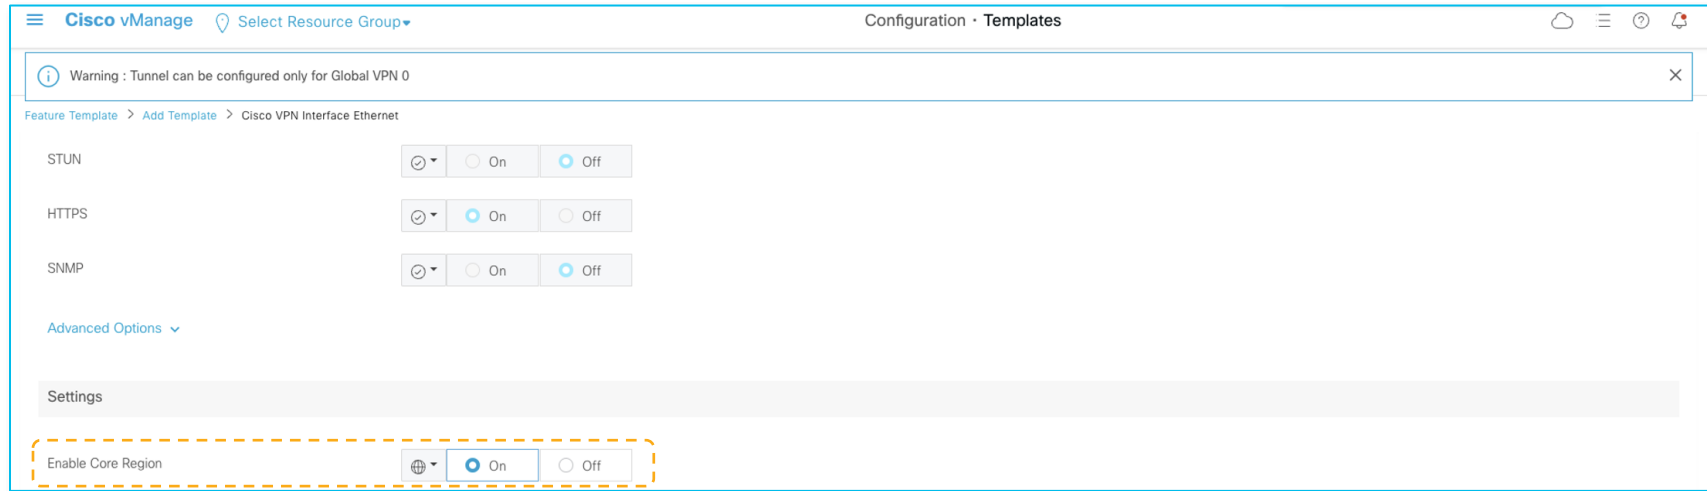 Cisco vManage Select Resource Group Configuration · Templates
Warning : Tunnel can be configured only for Global VPN 0
Feature Template > Add Template > Cisco VPN Interface Ethernet
STUN On Off
HTTPS On Off
SNMP On Off
Advanced Options
Settings
Enable Core Region On Off